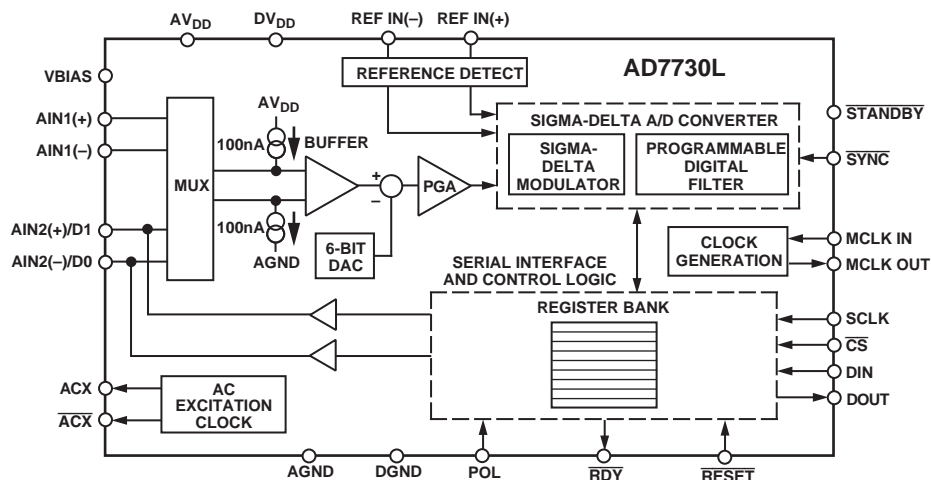 AVDD
DVDD
REF IN(–)
REF IN(+)
VBIAS
REFERENCE DETECT
AD7730L
AIN1(+)
AIN1(–)
MUX
AVDD
100nA
BUFFER
100nA
AGND
+
–
PGA
6-BIT
DAC
SIGMA-DELTA A/D CONVERTER
SIGMA-
DELTA
MODULATOR
PROGRAMMABLE
DIGITAL
FILTER
STANDBY
SYNC
AIN2(+)/D1
AIN2(–)/D0
CLOCK
GENERATION
MCLK IN
MCLK OUT
SERIAL INTERFACE
AND CONTROL LOGIC
REGISTER BANK
SCLK
CS
DIN
DOUT
ACX
ACX
AC
EXCITATION
CLOCK
AGND
DGND
POL
RDY
RESET